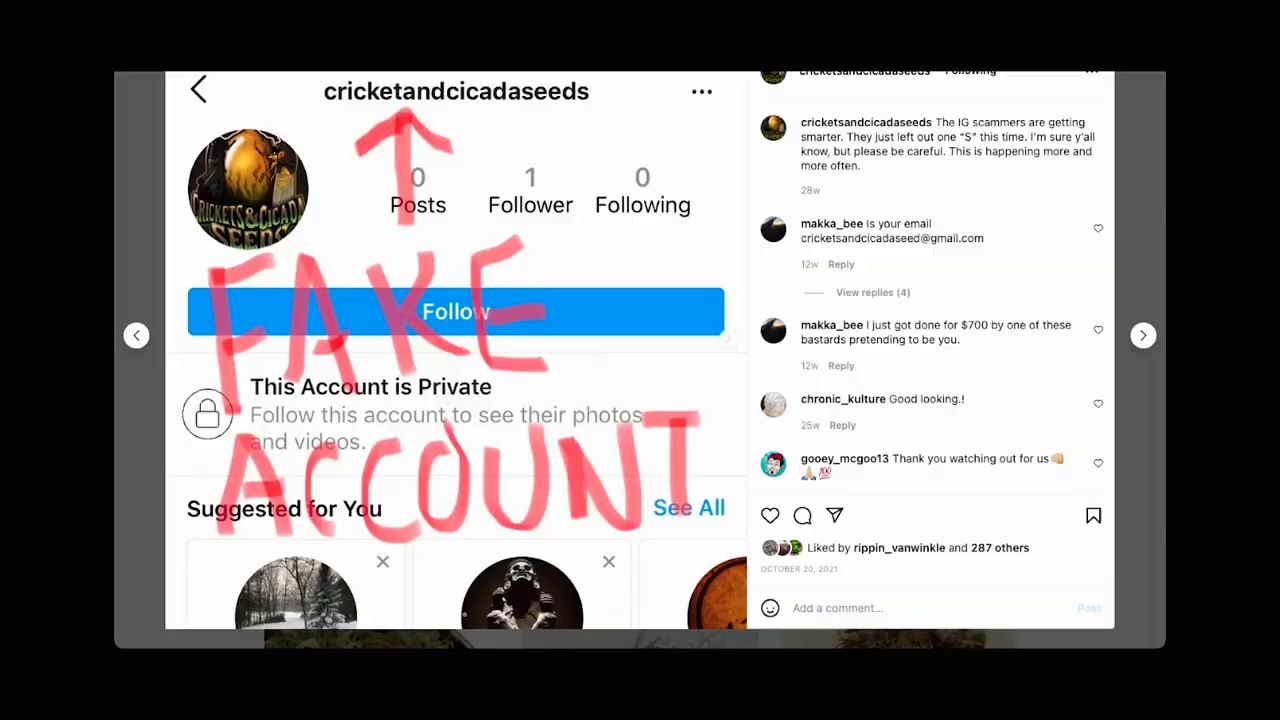 cricketandcicadaseeds
0
1
0
Posts
Follower
Following
CRICKETS & CICADA
SEEDS
FAKE
Follow
This Account is Private
Follow this account to see their photos
and videos.
ACCOUNT
Suggested for You
See All
cricketsandcicadaseeds · Following
cricketsandcicadaseeds The IG scammers are getting
smarter. They just left out one “S” this time. I'm sure y'all
know, but please be careful. This is happening more and
more often.
28w
makka_bee Is your email
cricketsandcicadaseed@gmail.com
12w Reply
View replies (4)
makka_bee I just got done for $700 by one of these
bastards pretending to be you.
12w Reply
chronic_kulture Good looking.!
25w Reply
gooey_mcgoo13 Thank you watching out for us👊🏼
🙏🏼💯
Liked by rippin_vanwinkle and 287 others
OCTOBER 20, 2021
Add a comment...
Post